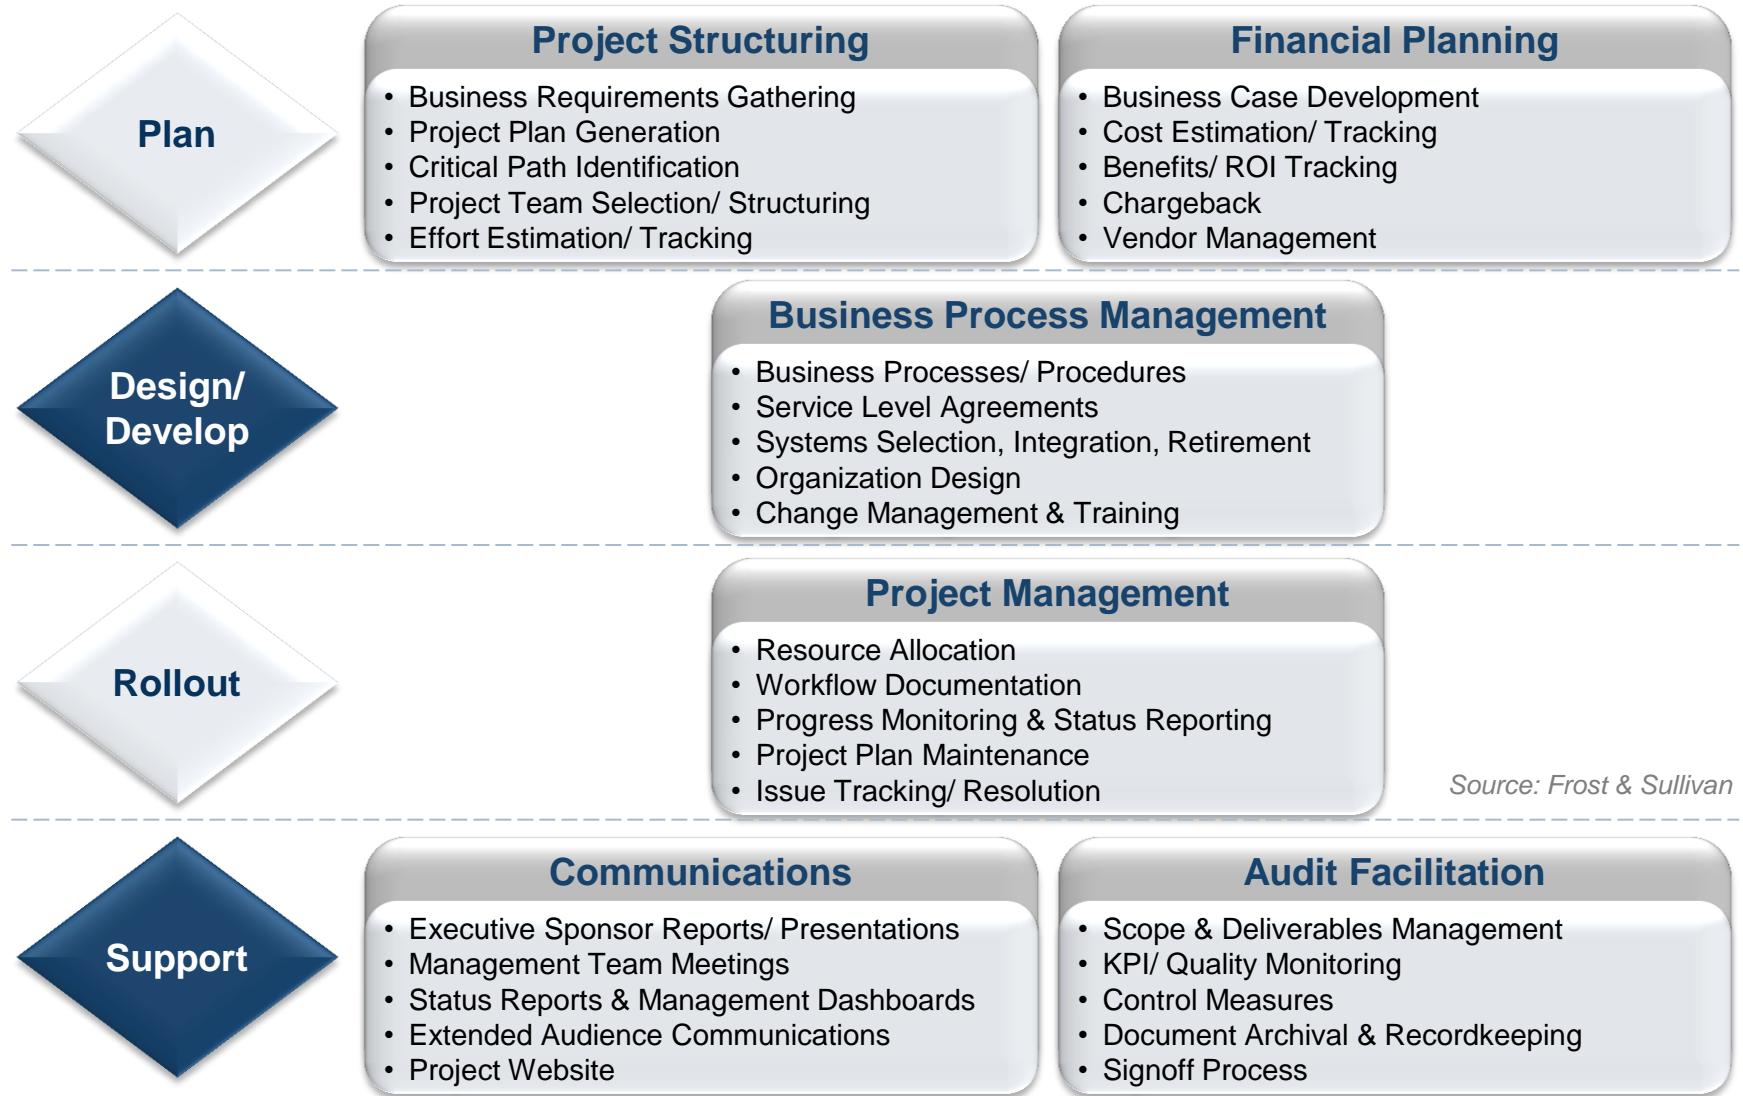 Plan
Project Structuring
• Business Requirements Gathering
• Project Plan Generation
• Critical Path Identification
• Project Team Selection/ Structuring
• Effort Estimation/ Tracking
Financial Planning
• Business Case Development
• Cost Estimation/ Tracking
• Benefits/ ROI Tracking
• Chargeback
• Vendor Management
Design/
Develop
Business Process Management
• Business Processes/ Procedures
• Service Level Agreements
• Systems Selection, Integration, Retirement
• Organization Design
• Change Management & Training
Rollout
Project Management
• Resource Allocation
• Workflow Documentation
• Progress Monitoring & Status Reporting
• Project Plan Maintenance
• Issue Tracking/ Resolution
Source: Frost & Sullivan
Support
Communications
• Executive Sponsor Reports/ Presentations
• Management Team Meetings
• Status Reports & Management Dashboards
• Extended Audience Communications
• Project Website
Audit Facilitation
• Scope & Deliverables Management
• KPI/ Quality Monitoring
• Control Measures
• Document Archival & Recordkeeping
• Signoff Process